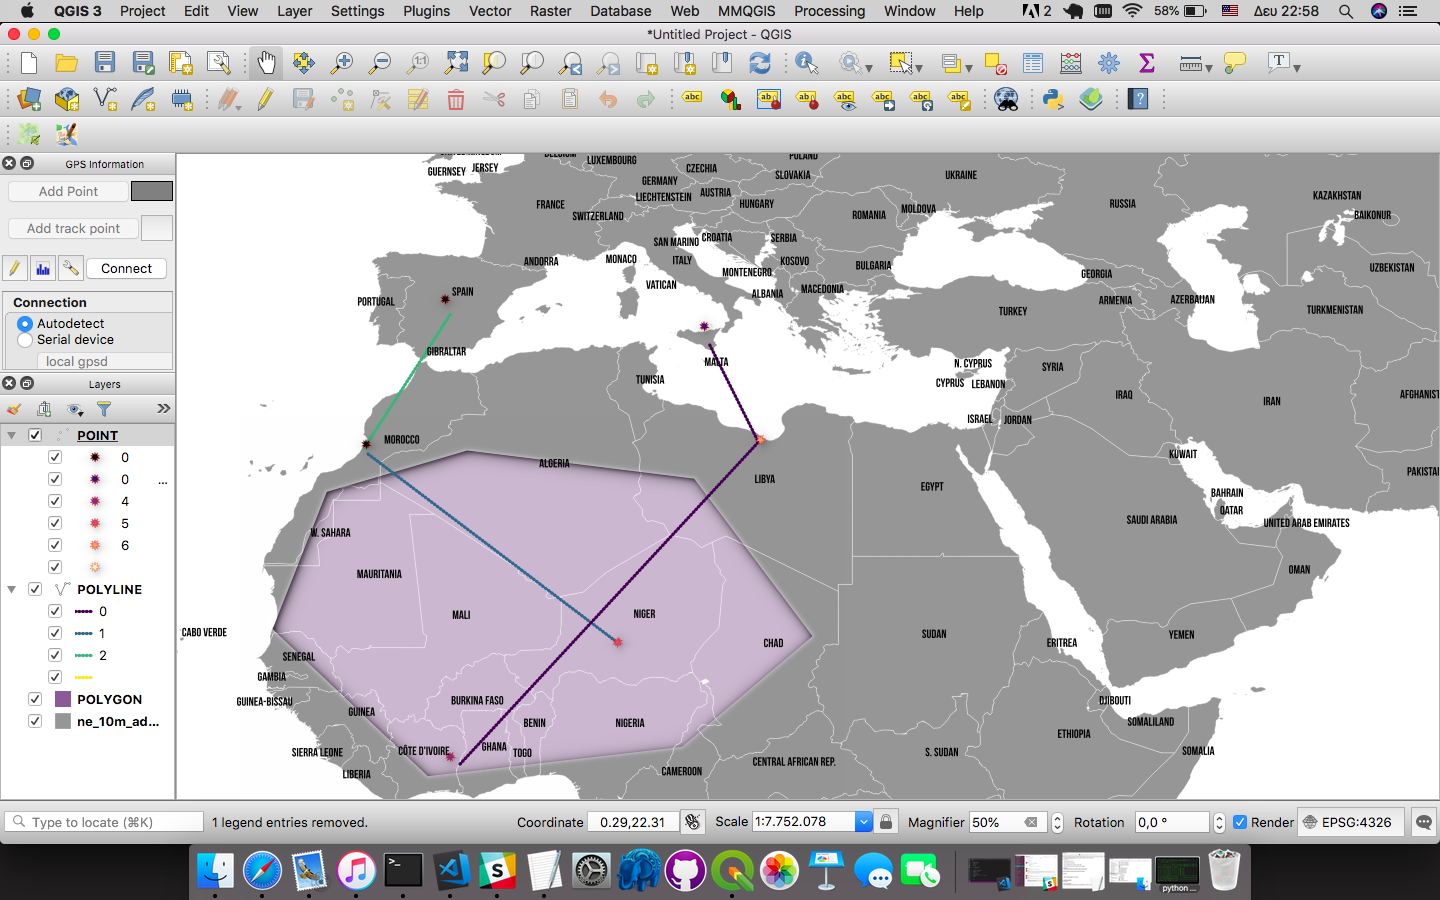 QGIS 3 Project Edit View Layer Settings Plugins Vector Raster Database Web MMQGIS Processing Window Help 2 58% Δευ 22:58
*Untitled Project - QGIS
1:1
T
abc abc abc abc abc abc
?
GPS Information
Add Point
Add track point
Connect
Connection
Autodetect
Serial device
local gpsd
Layers
POINT
0
0 ...
4
5
6
POLYLINE
0
1
2
POLYGON
ne_10m_ad...
LUXEMBOURG
POLAND
GUERNSEY
JERSEY
CZECHIA
SLOVAKIA
UKRAINE
GERMANY
KAZAKHSTAN
LIECHTENSTEIN
AUSTRIA
HUNGARY
FRANCE
RUSSIA
SWITZERLAND
ROMANIA
MOLDOVA
BAIKONUR
SAN MARINO
CROATIA
SERBIA
ANDORRA
MONACO
ITALY
KOSOVO
BULGARIA
UZBEKISTAN
MONTENEGRO
GEORGIA
VATICAN
MACEDONIA
SPAIN
ALBANIA
PORTUGAL
ARMENIA
AZERBAIJAN
TURKEY
TURKMENISTAN
GIBRALTAR
MALTA
N. CYPRUS
SYRIA
TUNISIA
CYPRUS
LEBANON
IRAQ
IRAN
AFGHANIST
ISRAEL
JORDAN
MOROCCO
KUWAIT
ALGERIA
PAKISTAN
LIBYA
EGYPT
BAHRAIN
QATAR
SAUDI ARABIA
UNITED ARAB EMIRATES
W. SAHARA
OMAN
MAURITANIA
MALI
NIGER
CABO VERDE
SUDAN
YEMEN
ERITREA
CHAD
SENEGAL
GAMBIA
GUINEA-BISSAU
BURKINA FASO
DJIBOUTI
GUINEA
BENIN
NIGERIA
SOMALILAND
ETHIOPIA
SIERRA LEONE
CÔTE D'IVOIRE
GHANA
TOGO
S. SUDAN
SOMALIA
CENTRAL AFRICAN REP.
LIBERIA
CAMEROON
Type to locate (⌘K) 1 legend entries removed. Coordinate 0.29,22.31 Scale 1:7.752.078 Magnifier 50% Rotation 0,0 ° Render EPSG:4326
python ...